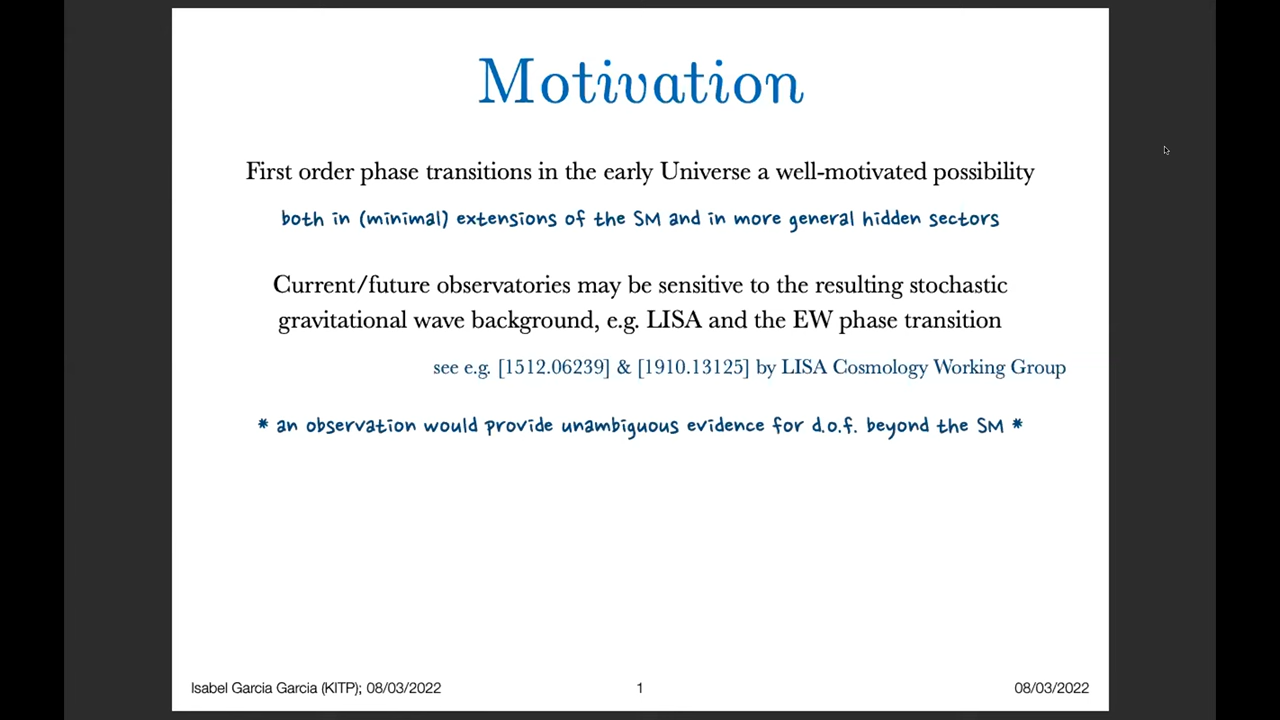 Motivation
First order phase transitions in the early Universe a well-motivated possibility
both in (minimal) extensions of the SM and in more general hidden sectors
Current/future observatories may be sensitive to the resulting stochastic
gravitational wave background, e.g. LISA and the EW phase transition
see e.g. [1512.06239] & [1910.13125] by LISA Cosmology Working Group
* an observation would provide unambiguous evidence for d.o.f. beyond the SM *
Isabel Garcia Garcia (KITP); 08/03/2022
1
08/03/2022